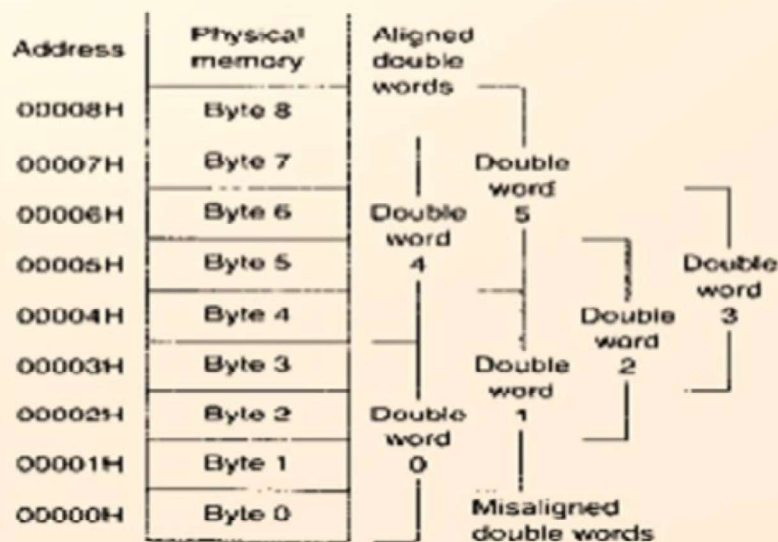 Address
Physical memory
Aligned double words
00008H Byte 8
00007H Byte 7
00006H Byte 6
00005H Byte 5
00004H Byte 4
00003H Byte 3
00002H Byte 2
00001H Byte 1
00000H Byte 0
Double word 4
Double word 0
Double word 5
Double word 1
Double word 2
Double word 3
Misaligned double words